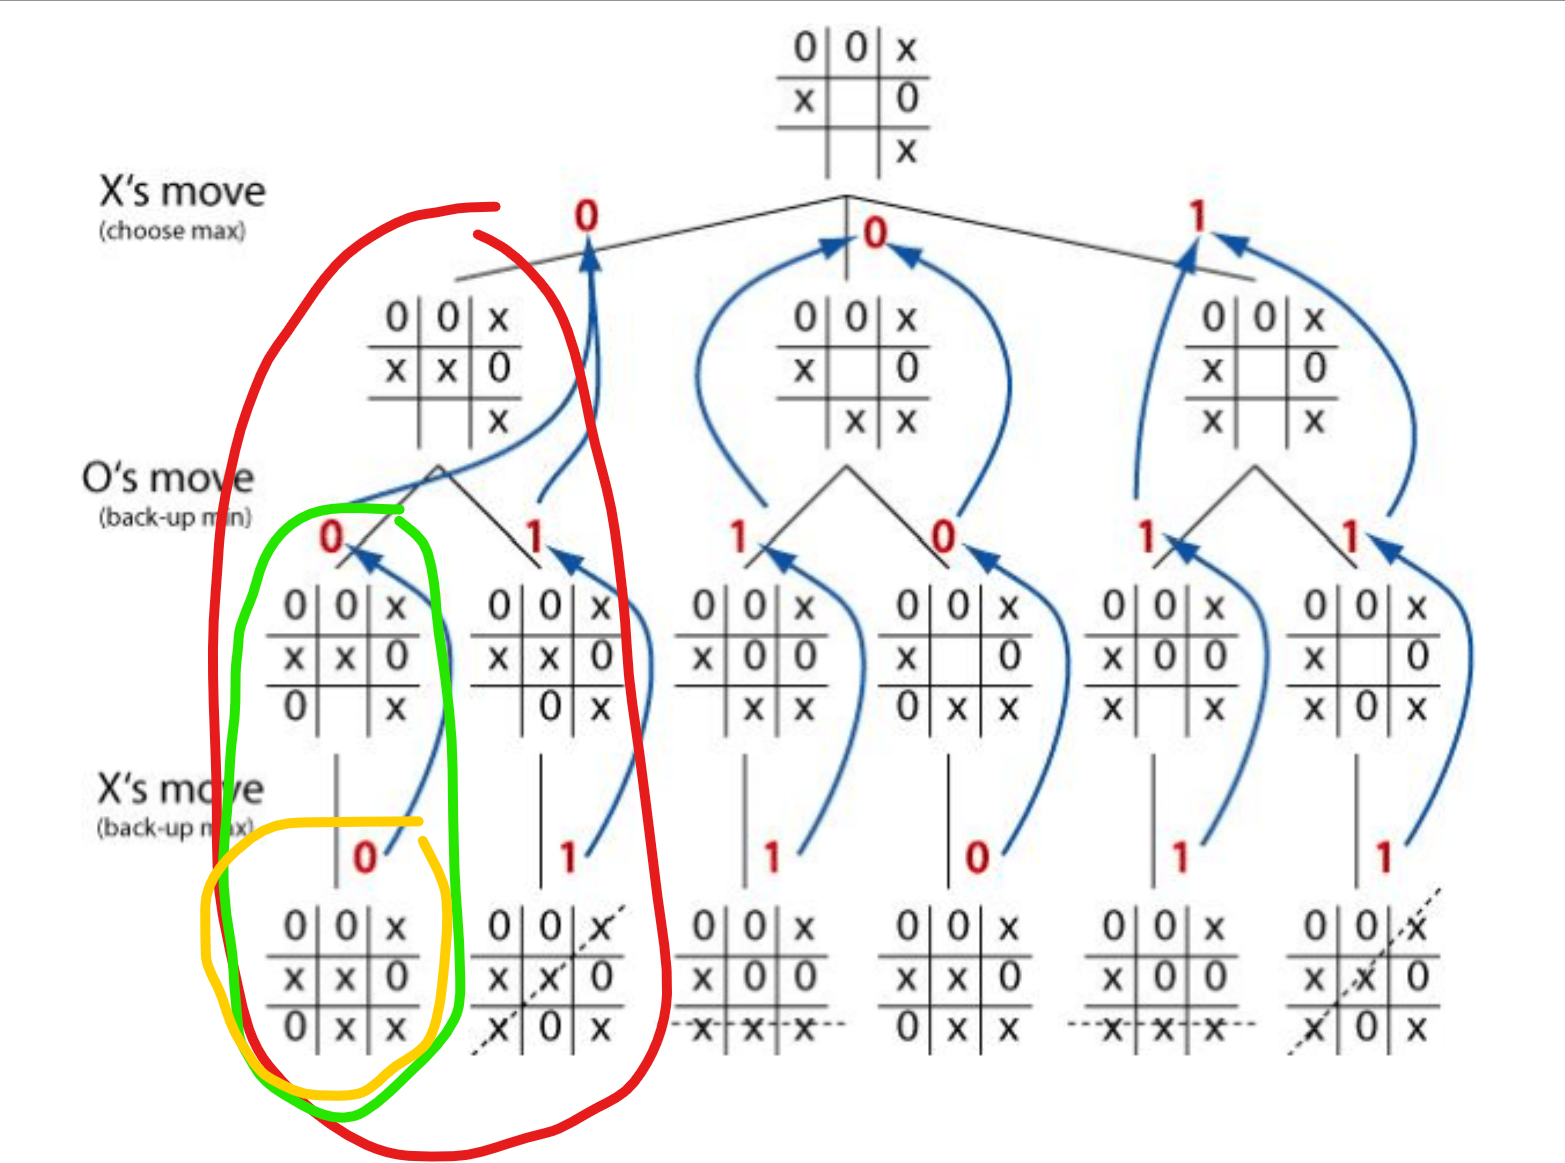 0 0 x
x 0
x
X's move
(choose max)
0 0 1
0 0 x 0 0 x 0 0 x
x x 0 x 0 x 0
x x x x x
O's move
(back-up min)
0 1 1 0 1 1
0 0 x 0 0 x 0 0 x 0 0 x 0 0 x 0 0 x
x x 0 x x 0 x 0 0 x 0 x 0 0 x 0
0 x 0 x x x 0 x x x x x 0 x
X's move
(back-up max)
0 1 1 0 1 1
0 0 x 0 0 x 0 0 x 0 0 x 0 0 x 0 0 x
x x 0 x x 0 x 0 0 x x 0 x 0 0 x x 0
0 x x x 0 x x x x 0 x x x x x x 0 x